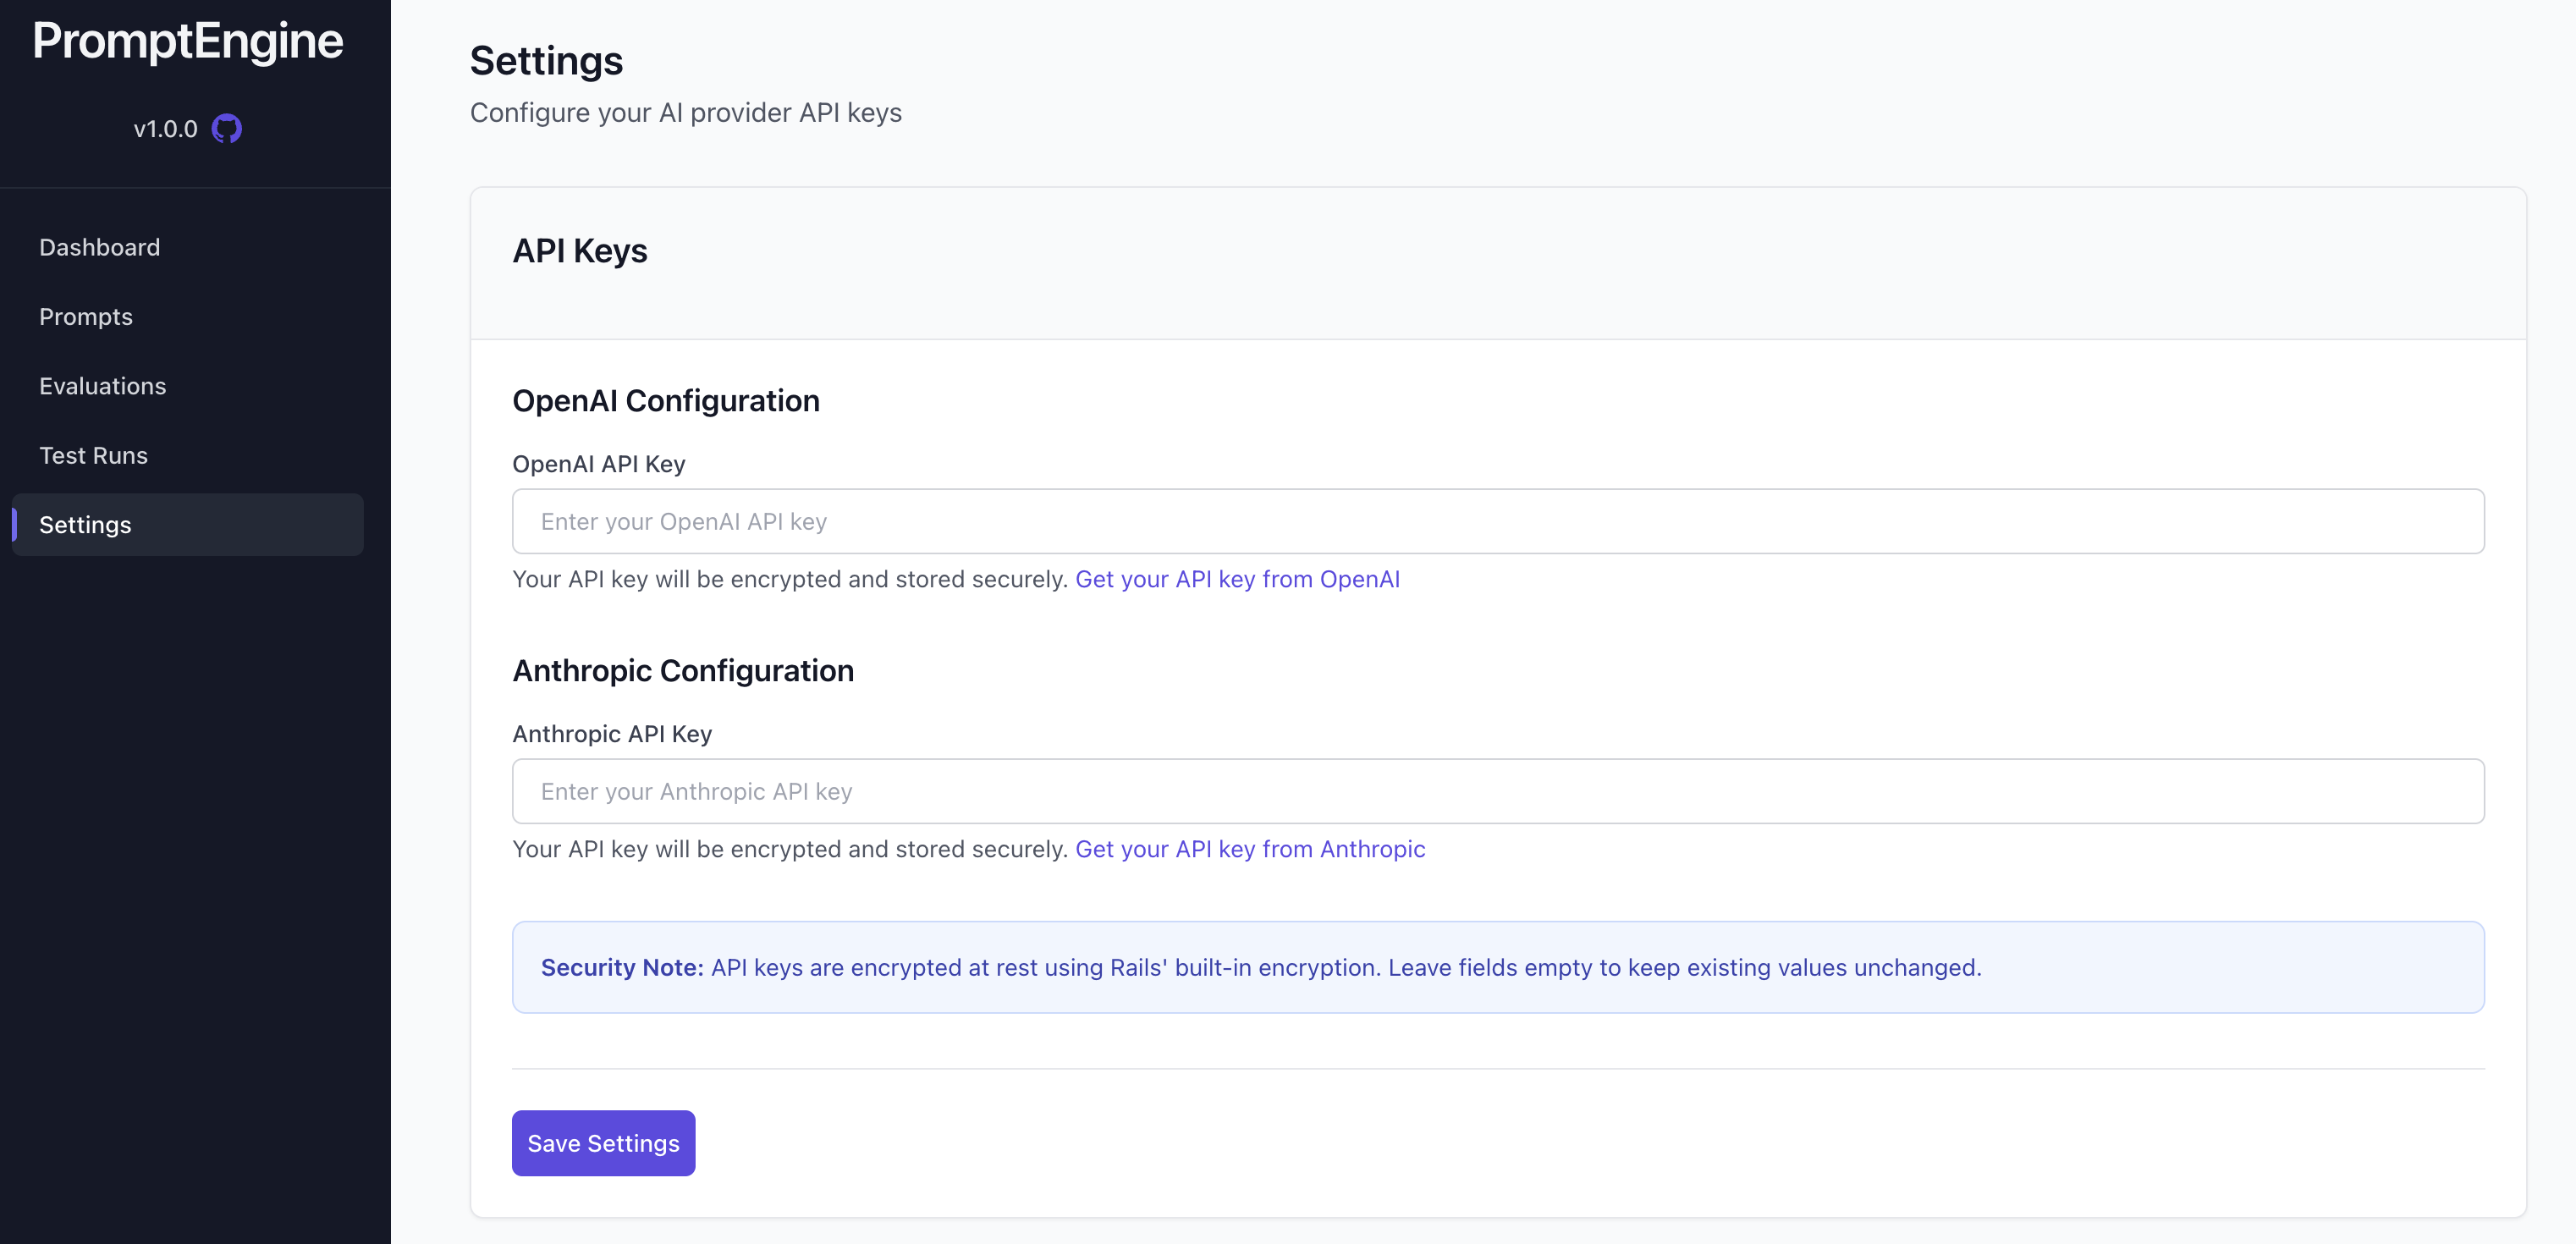 PromptEngine
v1.0.0
Dashboard
Prompts
Evaluations
Test Runs
Settings
Settings
Configure your AI provider API keys
API Keys
OpenAI Configuration
OpenAI API Key
Enter your OpenAI API key
Your API key will be encrypted and stored securely. Get your API key from OpenAI
Anthropic Configuration
Anthropic API Key
Enter your Anthropic API key
Your API key will be encrypted and stored securely. Get your API key from Anthropic
Security Note: API keys are encrypted at rest using Rails' built-in encryption. Leave fields empty to keep existing values unchanged.
Save Settings